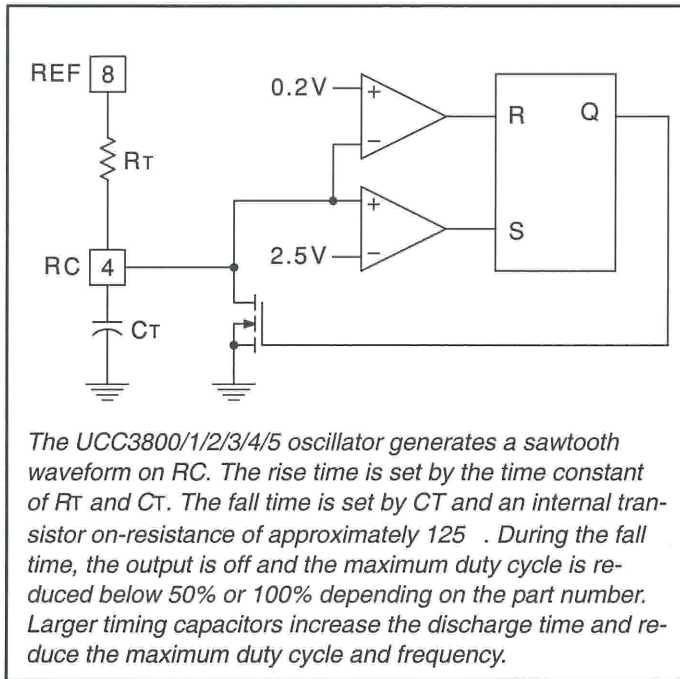 REF 8
0.2V
+
−
R Q
RT
+
S
RC 4
2.5V
−
CT
The UCC3800/1/2/3/4/5 oscillator generates a sawtooth
waveform on RC. The rise time is set by the time constant
of RT and CT. The fall time is set by CT and an internal tran-
sistor on-resistance of approximately 125 . During the fall
time, the output is off and the maximum duty cycle is re-
duced below 50% or 100% depending on the part number.
Larger timing capacitors increase the discharge time and re-
duce the maximum duty cycle and frequency.